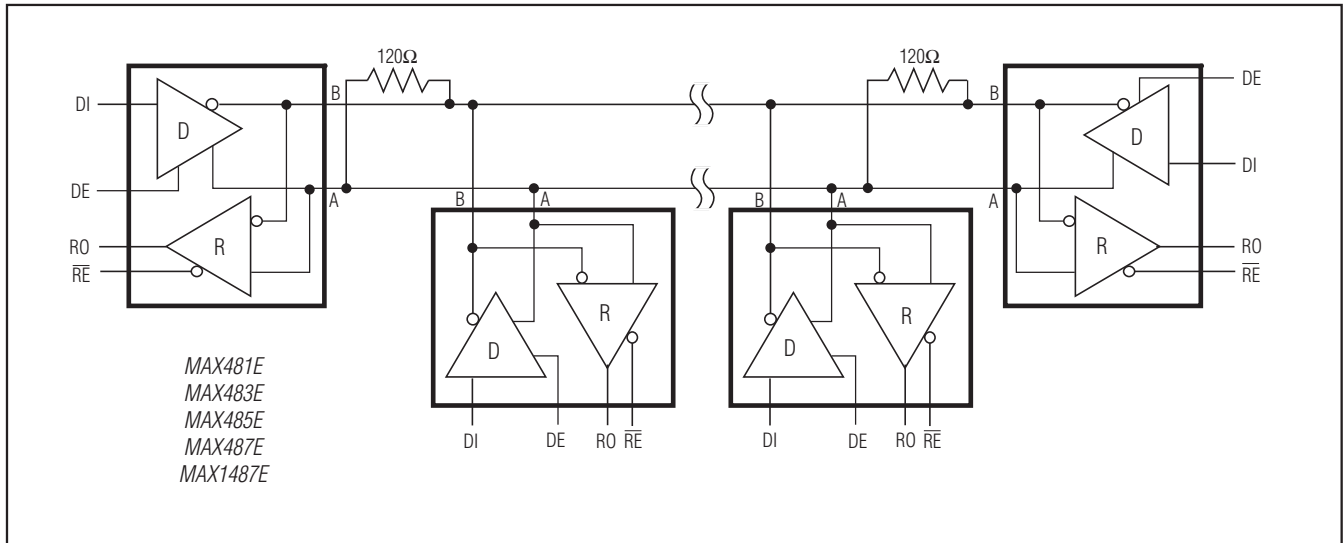 120Ω
120Ω
B
B
DE
DI
D
D
DI
DE
A
B
A
B
A
A
RO
R
R
RO
RE
RE
D
R
D
R
MAX481E
MAX483E
MAX485E
MAX487E
MAX1487E
DI
DE
RO
RE
DI
DE
RO
RE